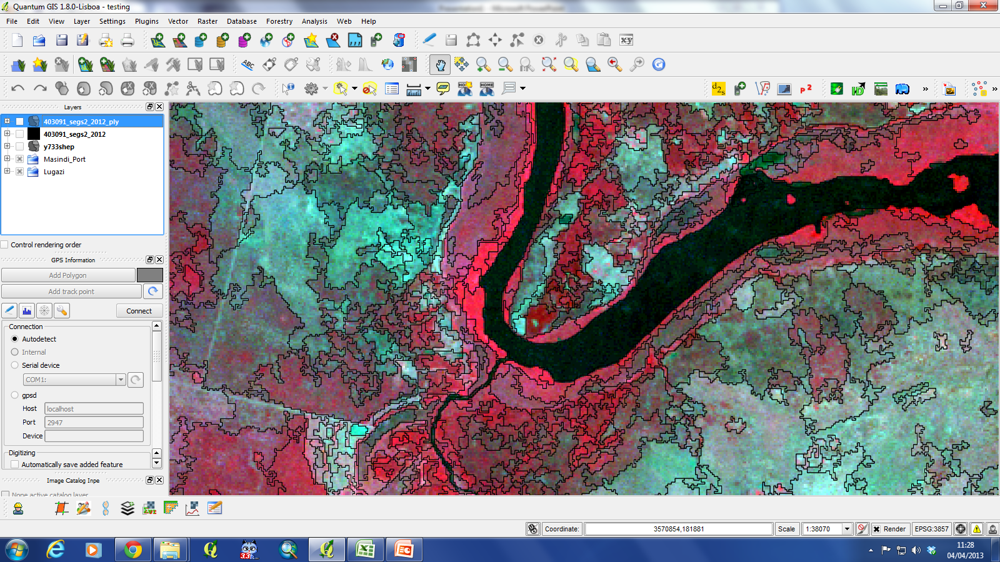 Quantum GIS 1.8.0-Lisboa - testing
File Edit View Layer Settings Plugins Vector Raster Database Forestry Analysis Web Help
Layers
403091_segs2_2012_ply
403091_segs2_2012
y733shep
Masindi_Port
Lugazi
Control rendering order
GPS Information
Add Polygon
Add track point
Connect
Connection
Autodetect
Internal
Serial device
COM1:
gpsd
Host localhost
Port 2947
Device
Digitizing
Automatically save added feature
Image Catalog Inpe
None active catalog layer
Coordinate: 3570854,181881 Scale 1:38070 Render EPSG:3857
11:28
04/04/2013